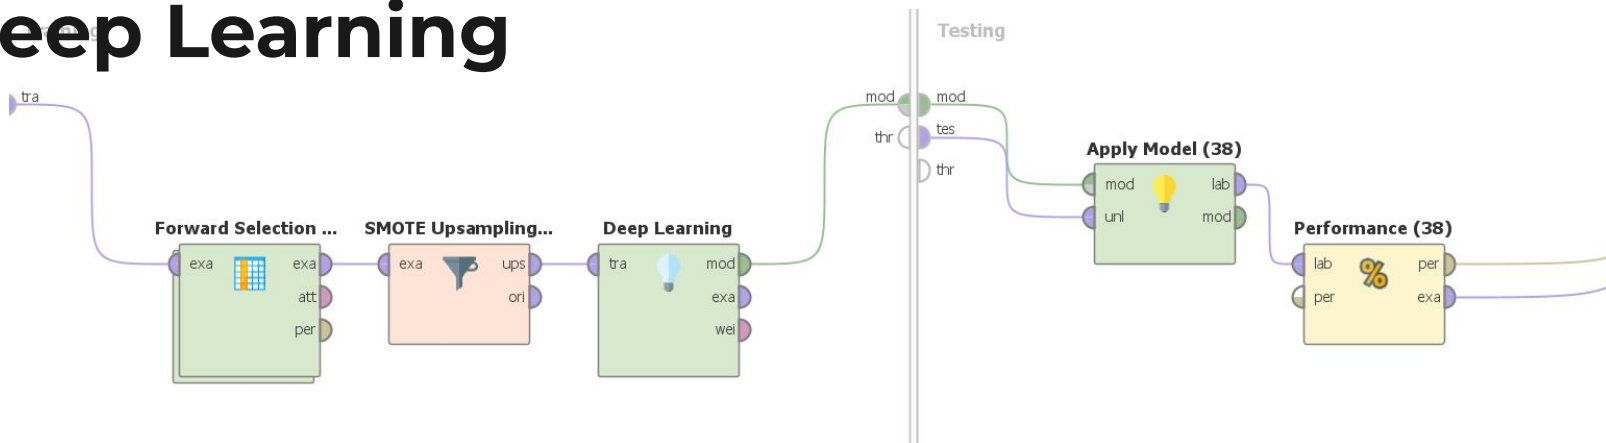 eep Learning
Testing
tra
mod
mod
thr
tes
thr
Apply Model (38)
mod
lab
unl
mod
Forward Selection ...
SMOTE Upsampling...
Deep Learning
Performance (38)
exa
exa
att
per
exa
ups
ori
tra
mod
exa
wei
lab
per
per
exa